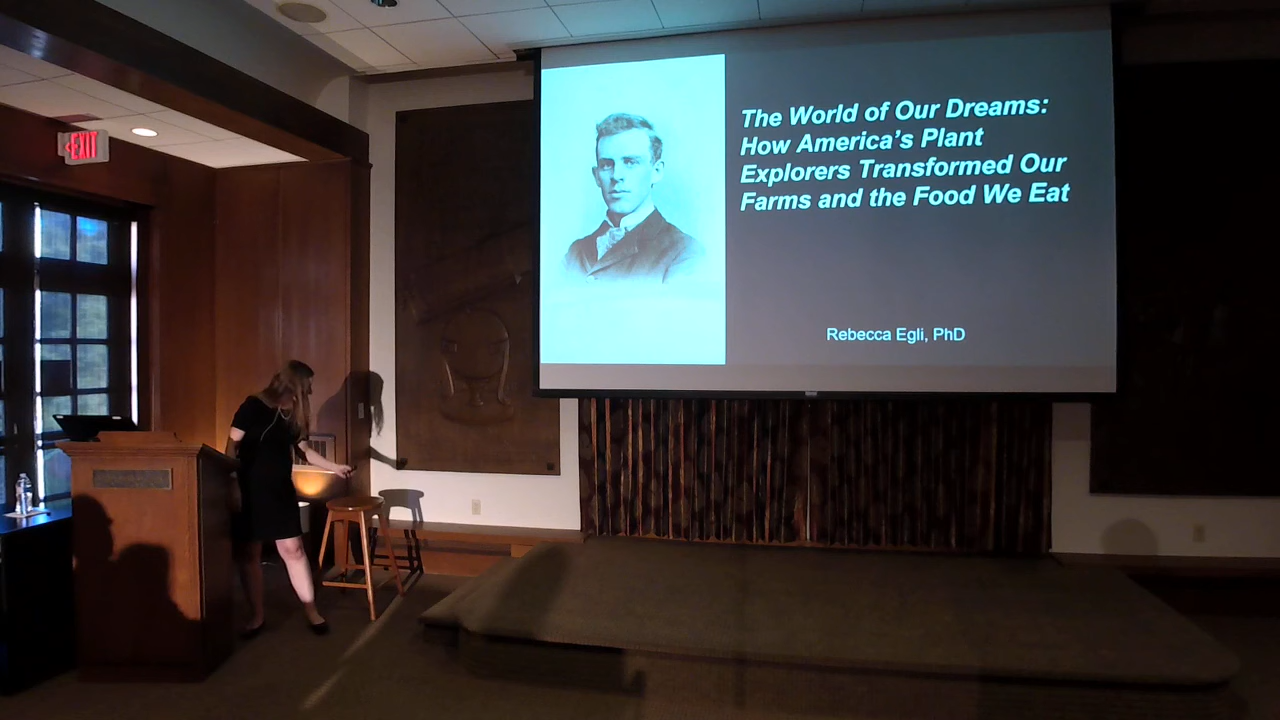 EXIT
The World of Our Dreams:
How America's Plant
Explorers Transformed Our
Farms and the Food We Eat
Rebecca Egli, PhD